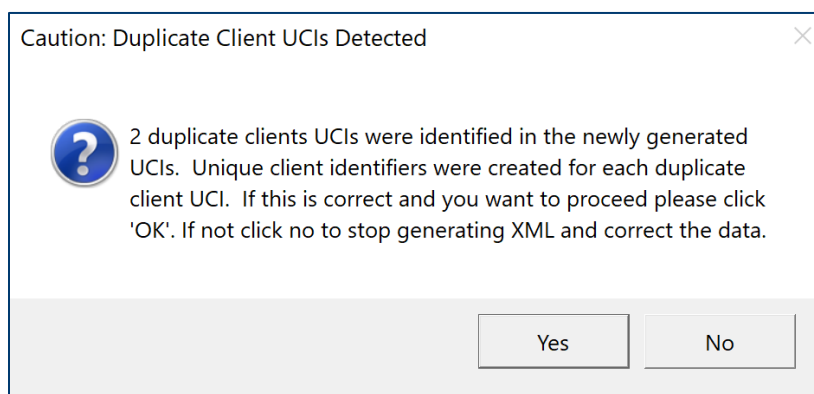 Caution: Duplicate Client UCIs Detected
2 duplicate clients UCIs were identified in the newly generated
UCIs.  Unique client identifiers were created for each duplicate
client UCI.  If this is correct and you want to proceed please click
'OK'. If not click no to stop generating XML and correct the data.
Yes
No